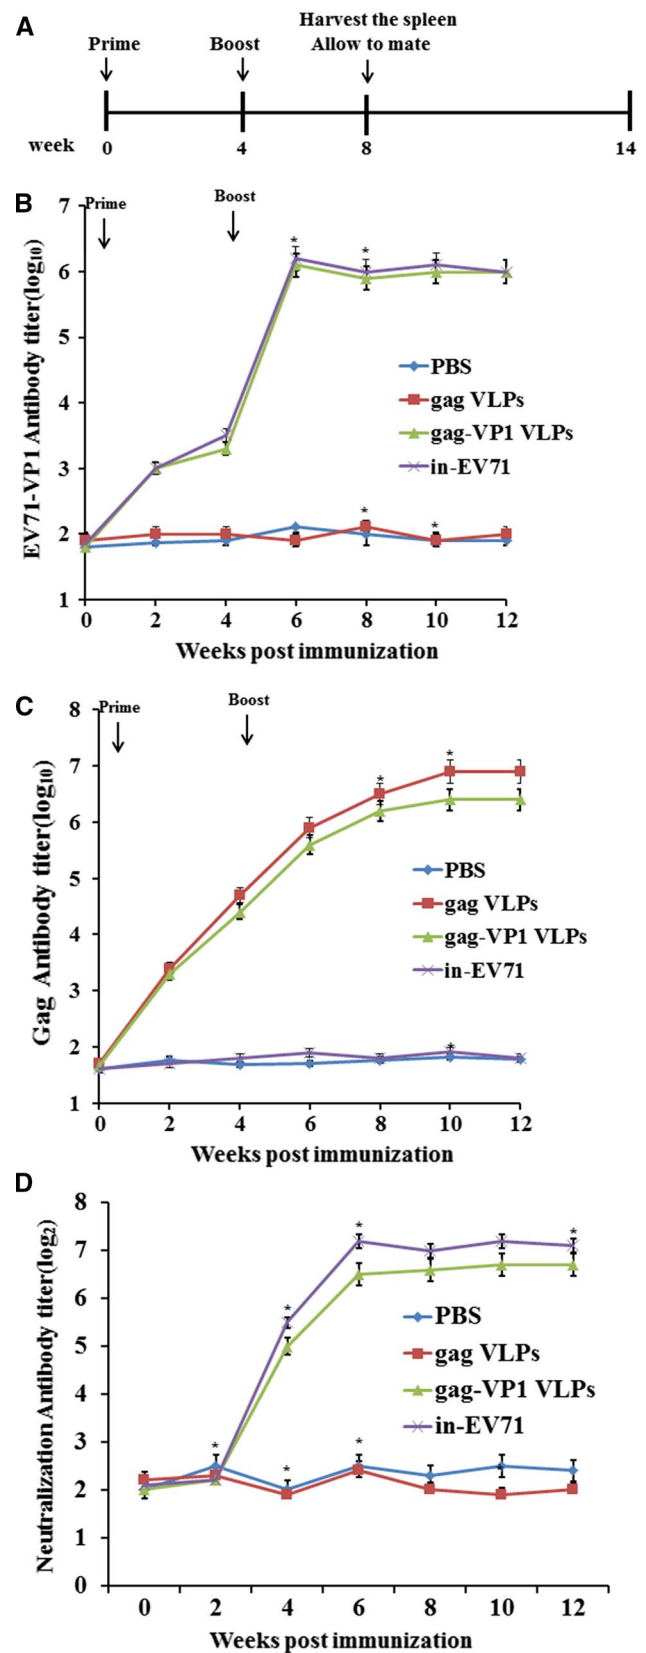 A
Harvest the spleen
Prime Boost Allow to mate
week 0 4 8 14
B
Prime Boost
EV71-VP1 Antibody titer(log10)
7
6
5
4
3
2
1
* *
* *
PBS
gag VLPs
gag-VP1 VLPs
in-EV71
0 2 4 6 8 10 12
Weeks post immunization
C
Prime Boost
Gag Antibody titer(log10)
8
7
6
5
4
3
2
1
* *
*
PBS
gag VLPs
gag-VP1 VLPs
in-EV71
0 2 4 6 8 10 12
Weeks post immunization
D
Neutralization Antibody titer(log2)
8
7
6
5
4
3
2
1
0
* * *
* * *
PBS
gag VLPs
gag-VP1 VLPs
in-EV71
0 2 4 6 8 10 12
Weeks post immunization